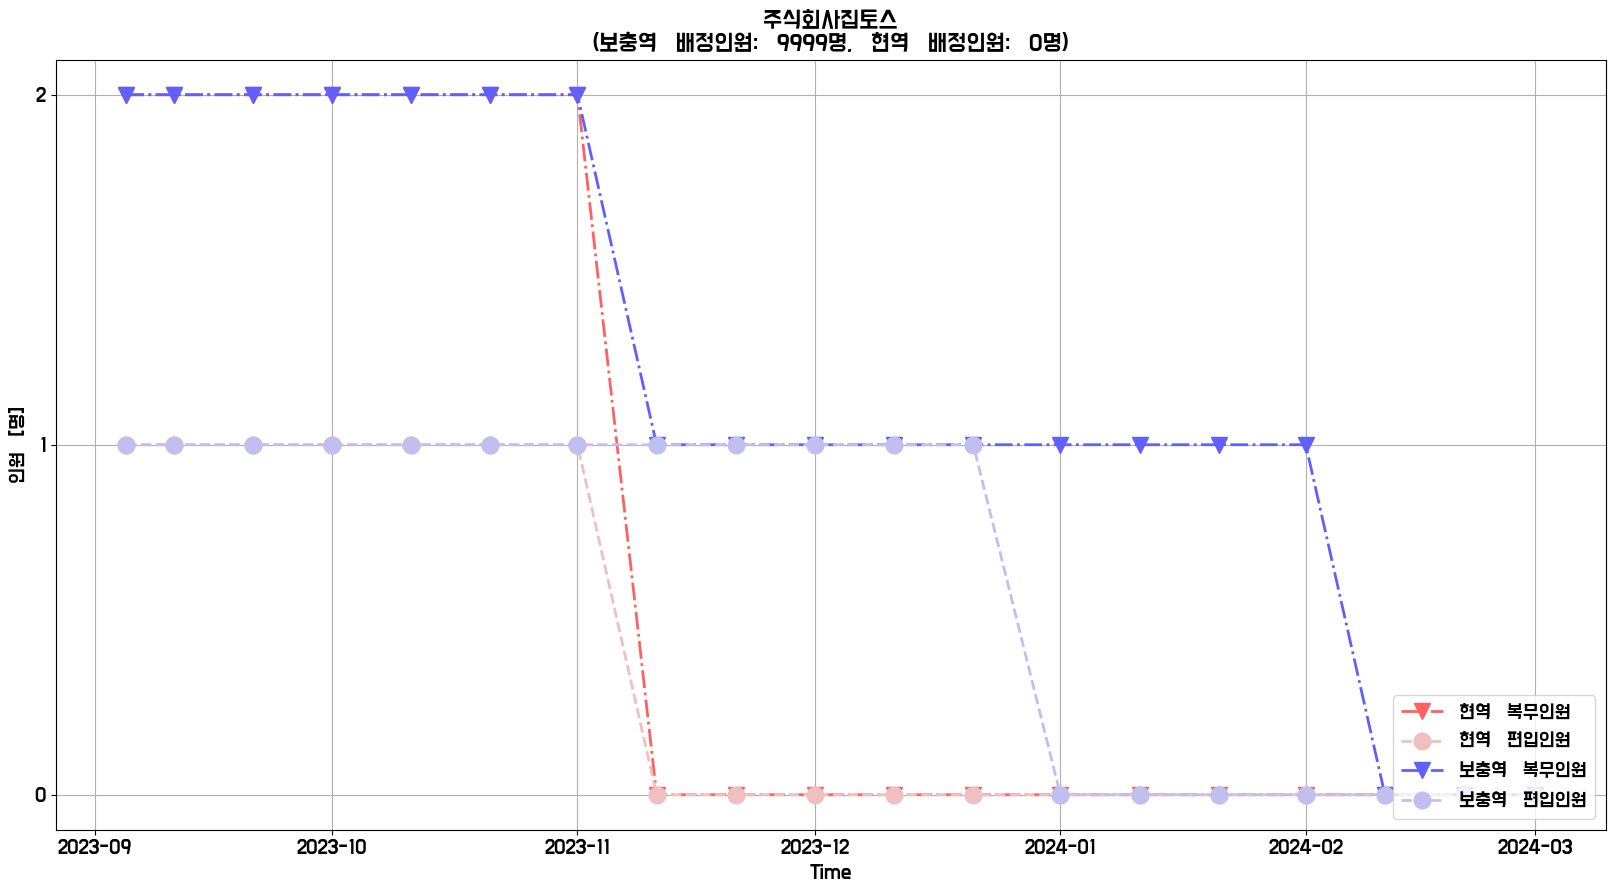 주식회사집토스
(보충역 배정인원: 9999명, 현역 배정인원: 0명)
인원 [명]
2
1
0
2023-09 2023-10 2023-11 2023-12 2024-01 2024-02 2024-03
Time
현역 복무인원
현역 편입인원
보충역 복무인원
보충역 편입인원